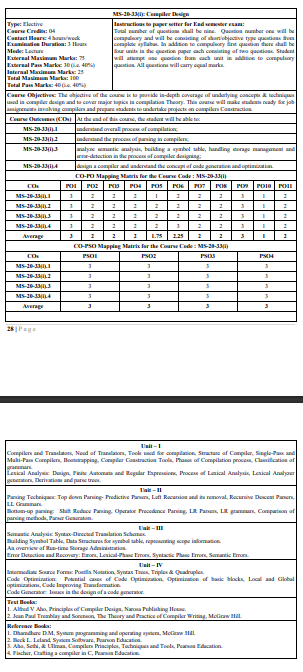 MS-20-33(i): Compiler Design
Type: Elective
Course Credits: 04
Contact Hours: 4 hours/week
Examination Duration: 3 Hours
Mode: Lecture
External Maximum Marks: 75
External Pass Marks: 30 (i.e. 40%)
Internal Maximum Marks: 25
Total Maximum Marks: 100
Total Pass Marks: 40 (i.e. 40%)
Instructions to paper setter for End semester exam:
Total number of questions shall be nine. Question number one will be
compulsory and will be consisting of short/objective type questions from
complete syllabus. In addition to compulsory first question there shall be
four units in the question paper each consisting of two questions. Student
will attempt one question from each unit in addition to compulsory
question. All questions will carry equal marks.
Course Objectives: The objective of the course is to provide in-depth coverage of underlying concepts & techniques
used in compiler design and to cover major topics in compilation Theory. This course will make students ready for job
assignments involving compilers and prepare students to undertake projects on compilers Construction.
Course Outcomes (COs) At the end of this course, the student will be able to:
MS-20-33(i).1 understand overall process of compilation;
MS-20-33(i).2 understand the process of parsing in compilers;
MS-20-33(i).3 analyze semantic analysis, building a symbol table, handling storage management and
error-detection in the process of compiler designing;
MS-20-33(i).4 design a compiler and understand the concept of code generation and optimization.
CO-PO Mapping Matrix for the Course Code : MS-20-33(i)
COs PO1 PO2 PO3 PO4 PO5 PO6 PO7 PO8 PO9 PO10 PO11
MS-20-33(i).1 3 2 2 2 1 2 2 2 3 1 2
MS-20-33(i).2 3 2 2 2 2 2 2 2 3 1 2
MS-20-33(i).3 3 2 2 2 2 2 2 2 3 1 2
MS-20-33(i).4 3 2 2 2 2 3 2 2 3 1 2
Average 3 2 2 2 1.75 2.25 2 2 3 1 2
CO-PSO Mapping Matrix for the Course Code : MS-20-33(i)
COs PSO1 PSO2 PSO3 PSO4
MS-20-33(i).1 3 3 3 3
MS-20-33(i).2 3 3 3 3
MS-20-33(i).3 3 3 3 3
MS-20-33(i).4 3 3 3 3
Average 3 3 3 3
28 | Page
Unit – I
Compilers and Translators, Need of Translators, Tools used for compilation, Structure of Compiler, Single-Pass and
Multi-Pass Compilers, Bootstrapping, Compiler Construction Tools, Phases of Compilation process, Classification of
grammars.
Lexical Analysis: Design, Finite Automata and Regular Expressions, Process of Lexical Analysis, Lexical Analyzer
generators, Derivations and parse trees.
Unit – II
Parsing Techniques: Top down Parsing- Predictive Parsers, Left Recursion and its removal, Recursive Descent Parsers,
LL Grammars.
Bottom-up parsing: Shift Reduce Parsing, Operator Precedence Parsing, LR Parsers, LR grammars, Comparison of
parsing methods, Parser Generators.
Unit – III
Semantic Analysis: Syntax-Directed Translation Schemes.
Building Symbol Table, Data Structures for symbol table, representing scope information.
An overview of Run-time Storage Administration.
Error Detection and Recovery: Errors, Lexical-Phase Errors, Syntactic Phase Errors, Semantic Errors.
Unit – IV
Intermediate Source Forms: Postfix Notation, Syntax Trees, Triples & Quadruples.
Code Optimization: Potential cases of Code Optimization, Optimization of basic blocks, Local and Global
optimizations, Code Improving Transformation.
Code Generator: Issues in the design of a code generator.
Text Books:
1. Alfred V Aho, Principles of Compiler Design, Narosa Publishing House.
2. Jean Paul Tremblay and Sorenson, The Theory and Practice of Compiler Writing, McGraw Hill.
Reference Books:
1. Dhamdhere D.M, System programming and operating system, McGraw Hill.
2. Beck L. Leland, System Software, Pearson Education.
3. Aho, Sethi, & Ullman, Compilers Principles, Techniques and Tools, Pearson Education.
4. Fischer, Crafting a compiler in C, Pearson Education.